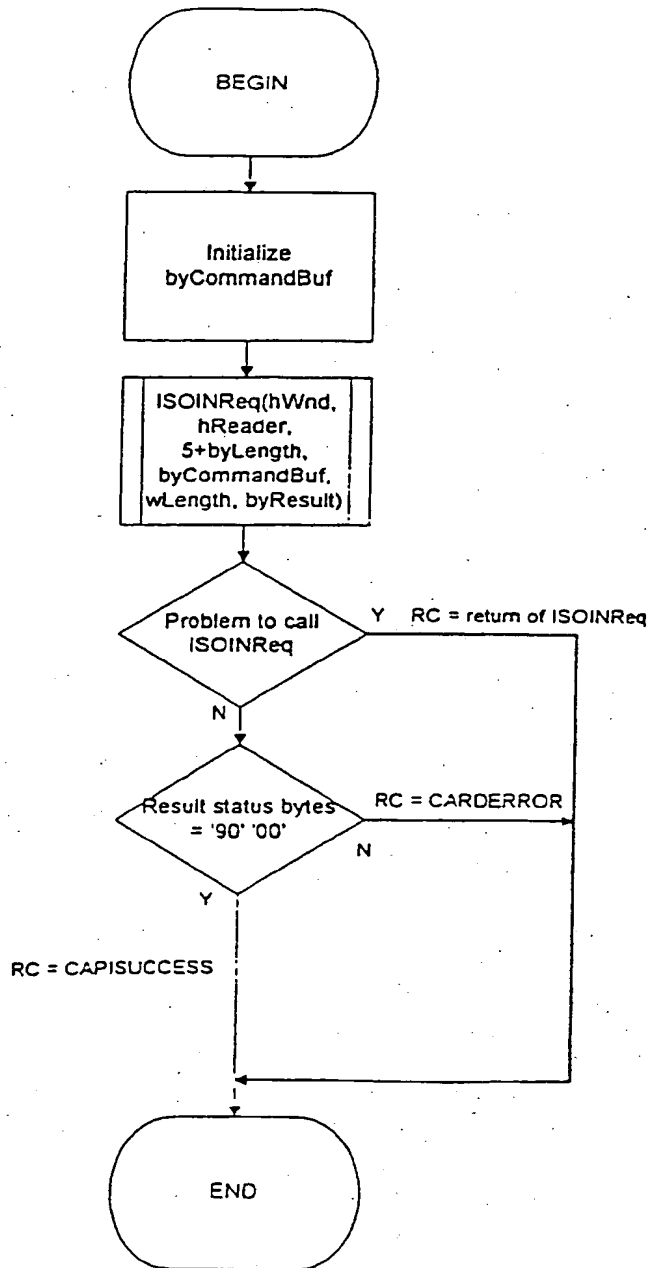 BEGIN
Initialize
byCommandBuf
ISOINReq(hWnd,
hReader,
5+byLength,
byCommandBuf,
wLength, byResult)
Problem to call
ISOINReq
Y RC = return of ISOINReq
N
Result status bytes
= '90' '00'
RC = CARDERROR
N
Y
RC = CAPISUCCESS
END